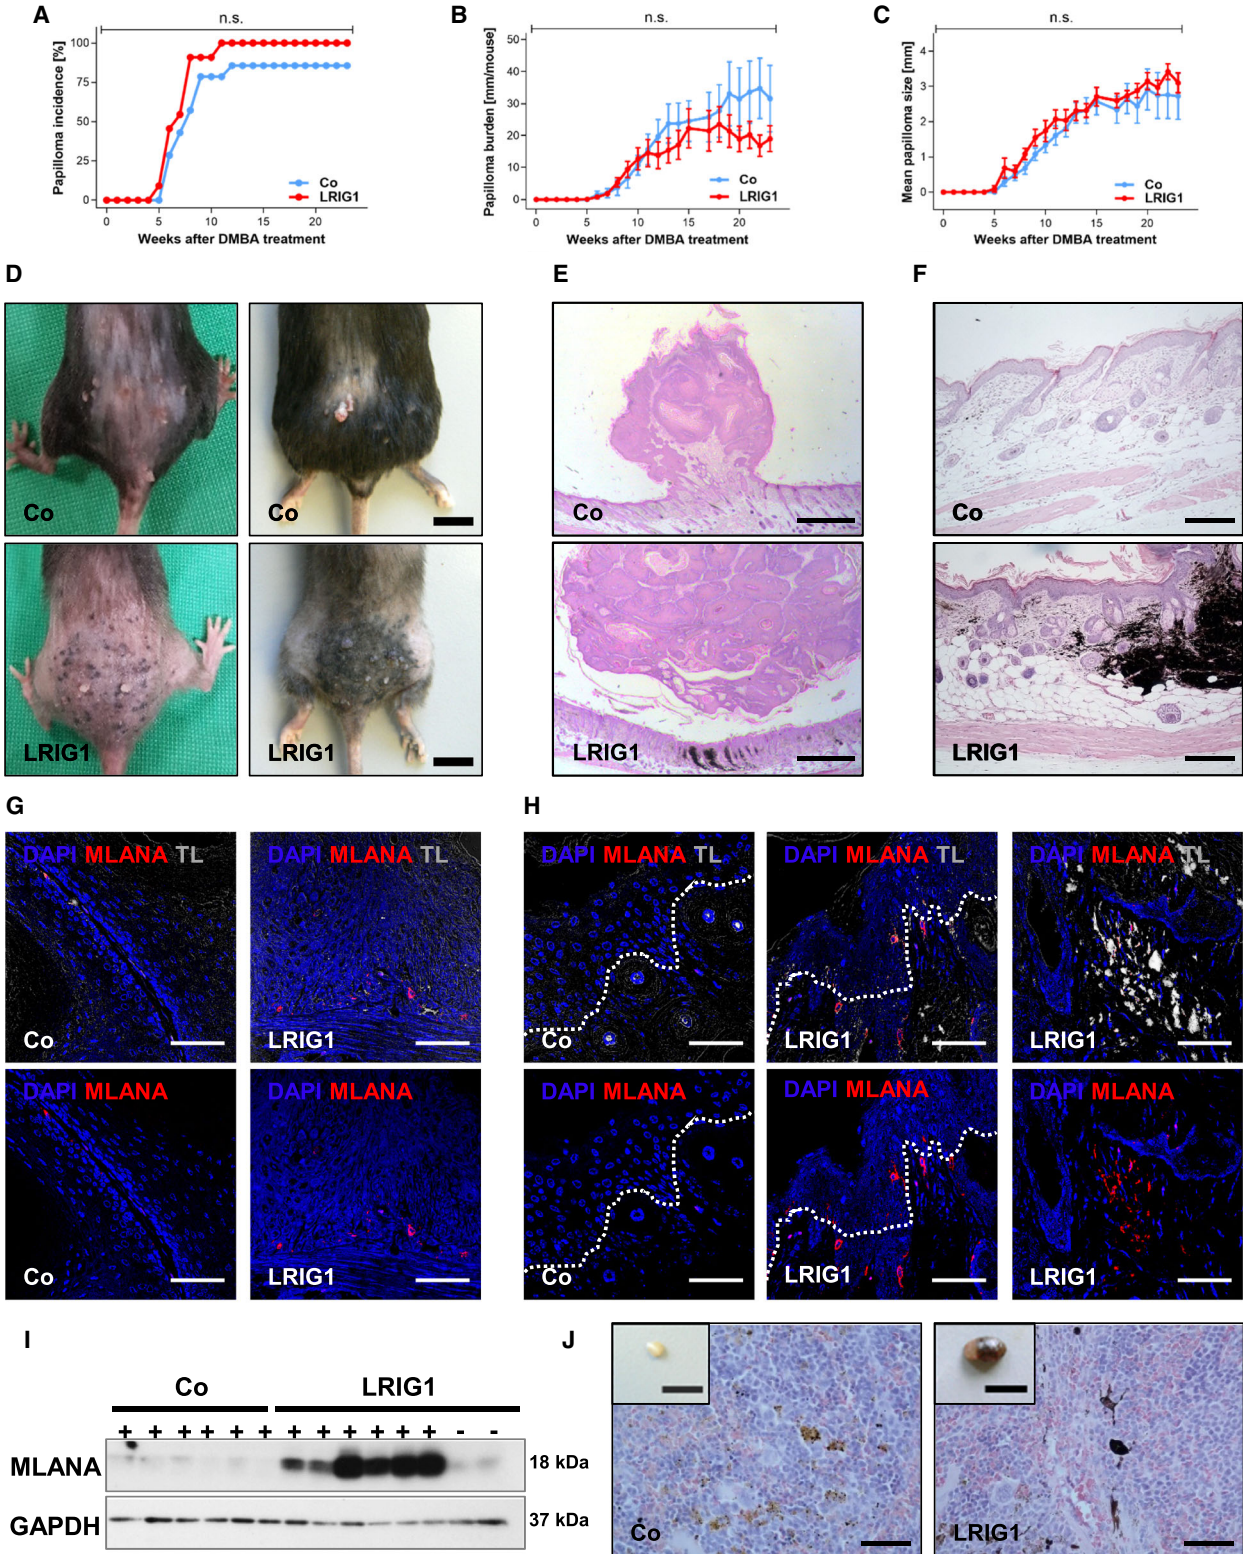 A
n.s.
Papilloma incidence [%]
100
75
50
25
0
0 5 10 15 20
Co
LRIG1
Weeks after DMBA treatment
B
n.s.
Papilloma burden [mm/mouse]
50
40
30
20
10
0
0 5 10 15 20
Co
LRIG1
Weeks after DMBA treatment
C
n.s.
Mean papilloma size [mm]
4
3
2
1
0
0 5 10 15 20
Co
LRIG1
Weeks after DMBA treatment
D
Co
Co
LRIG1
LRIG1
E
Co
LRIG1
F
Co
LRIG1
G
DAPI MLANA TL
Co
DAPI MLANA TL
LRIG1
DAPI MLANA
Co
DAPI MLANA
LRIG1
H
DAPI MLANA TL
Co
DAPI MLANA TL
LRIG1
DAPI MLANA TL
LRIG1
DAPI MLANA
Co
DAPI MLANA
LRIG1
DAPI MLANA
LRIG1
I
Co LRIG1
+ + + + + + + + + + + + - -
MLANA 18 kDa
GAPDH 37 kDa
J
Co
LRIG1